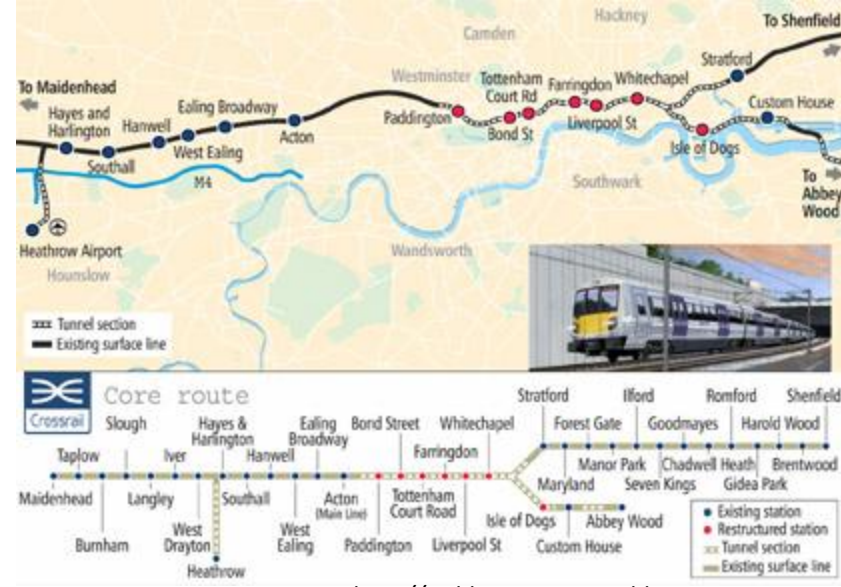 Hackney
To Shenfield
Camden
Stratford
Westminster
Tottenham
Court Rd
Farringdon
Whitechapel
To Maidenhead
Hayes and
Harlington
Hanwell
Ealing Broadway
Paddington
Custom House
Southall
West Ealing
Acton
Bond St
Liverpool St
Isle of Dogs
M4
Southwark
To
Abbey
Wood
Heathrow Airport
Hounslow
Wandsworth
Tunnel section
Existing surface line
Crossrail
Core route
Slough
Hayes &
Harlington
Ealing
Broadway
Bond Street
Whitechapel
Stratford
Ilford
Romford
Shenfield
Taplow
Iver
Hanwell
Farringdon
Forest Gate
Goodmayes
Harold Wood
Maidenhead
Langley
Southall
Acton
(Main Line)
Tottenham
Court Road
Manor Park
Chadwell Heath
Brentwood
Maryland
Seven Kings
Gidea Park
Burnham
West
Drayton
West
Ealing
Paddington
Liverpool St
Isle of Dogs
Abbey Wood
Custom House
Heathrow
Existing station
Restructured station
Tunnel section
Existing surface line